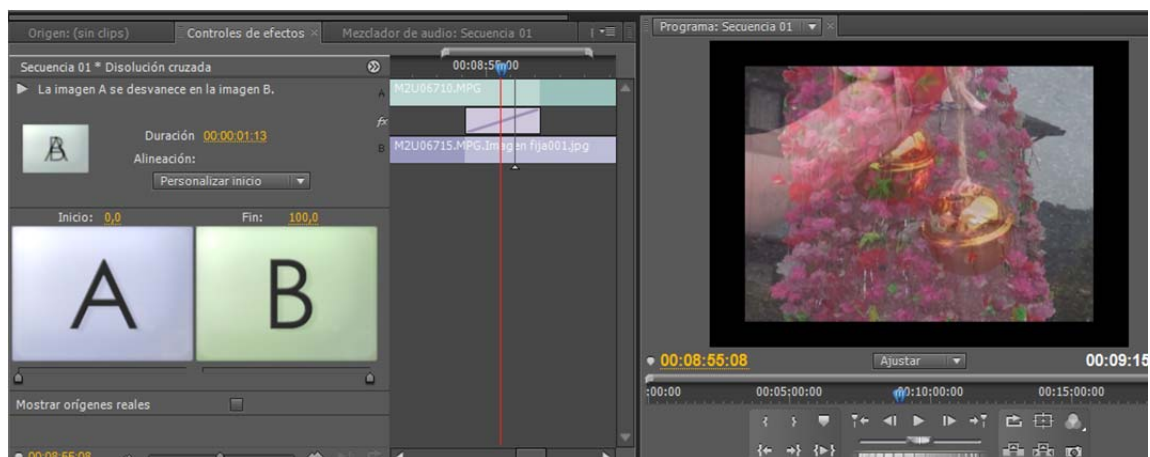 Origen: (sin clips)
Controles de efectos ×
Mezclador de audio: Secuencia 01
Secuencia 01 * Disolución cruzada
La imagen A se desvanece en la imagen B.
Duración 00:00:01:13
Alineación:
Personalizar inicio
Inicio: 0,0
Fin: 100,0
A
B
Mostrar orígenes reales
00:08:55:08
A
M2U06710.MPG
fx
B
M2U06715.MPG.Imagen fija001.jpg
Programa: Secuencia 01
00:08:55:08
Ajustar
00:09:15
:00:00
00:05:00:00
00:10:00:00
00:15:00:00